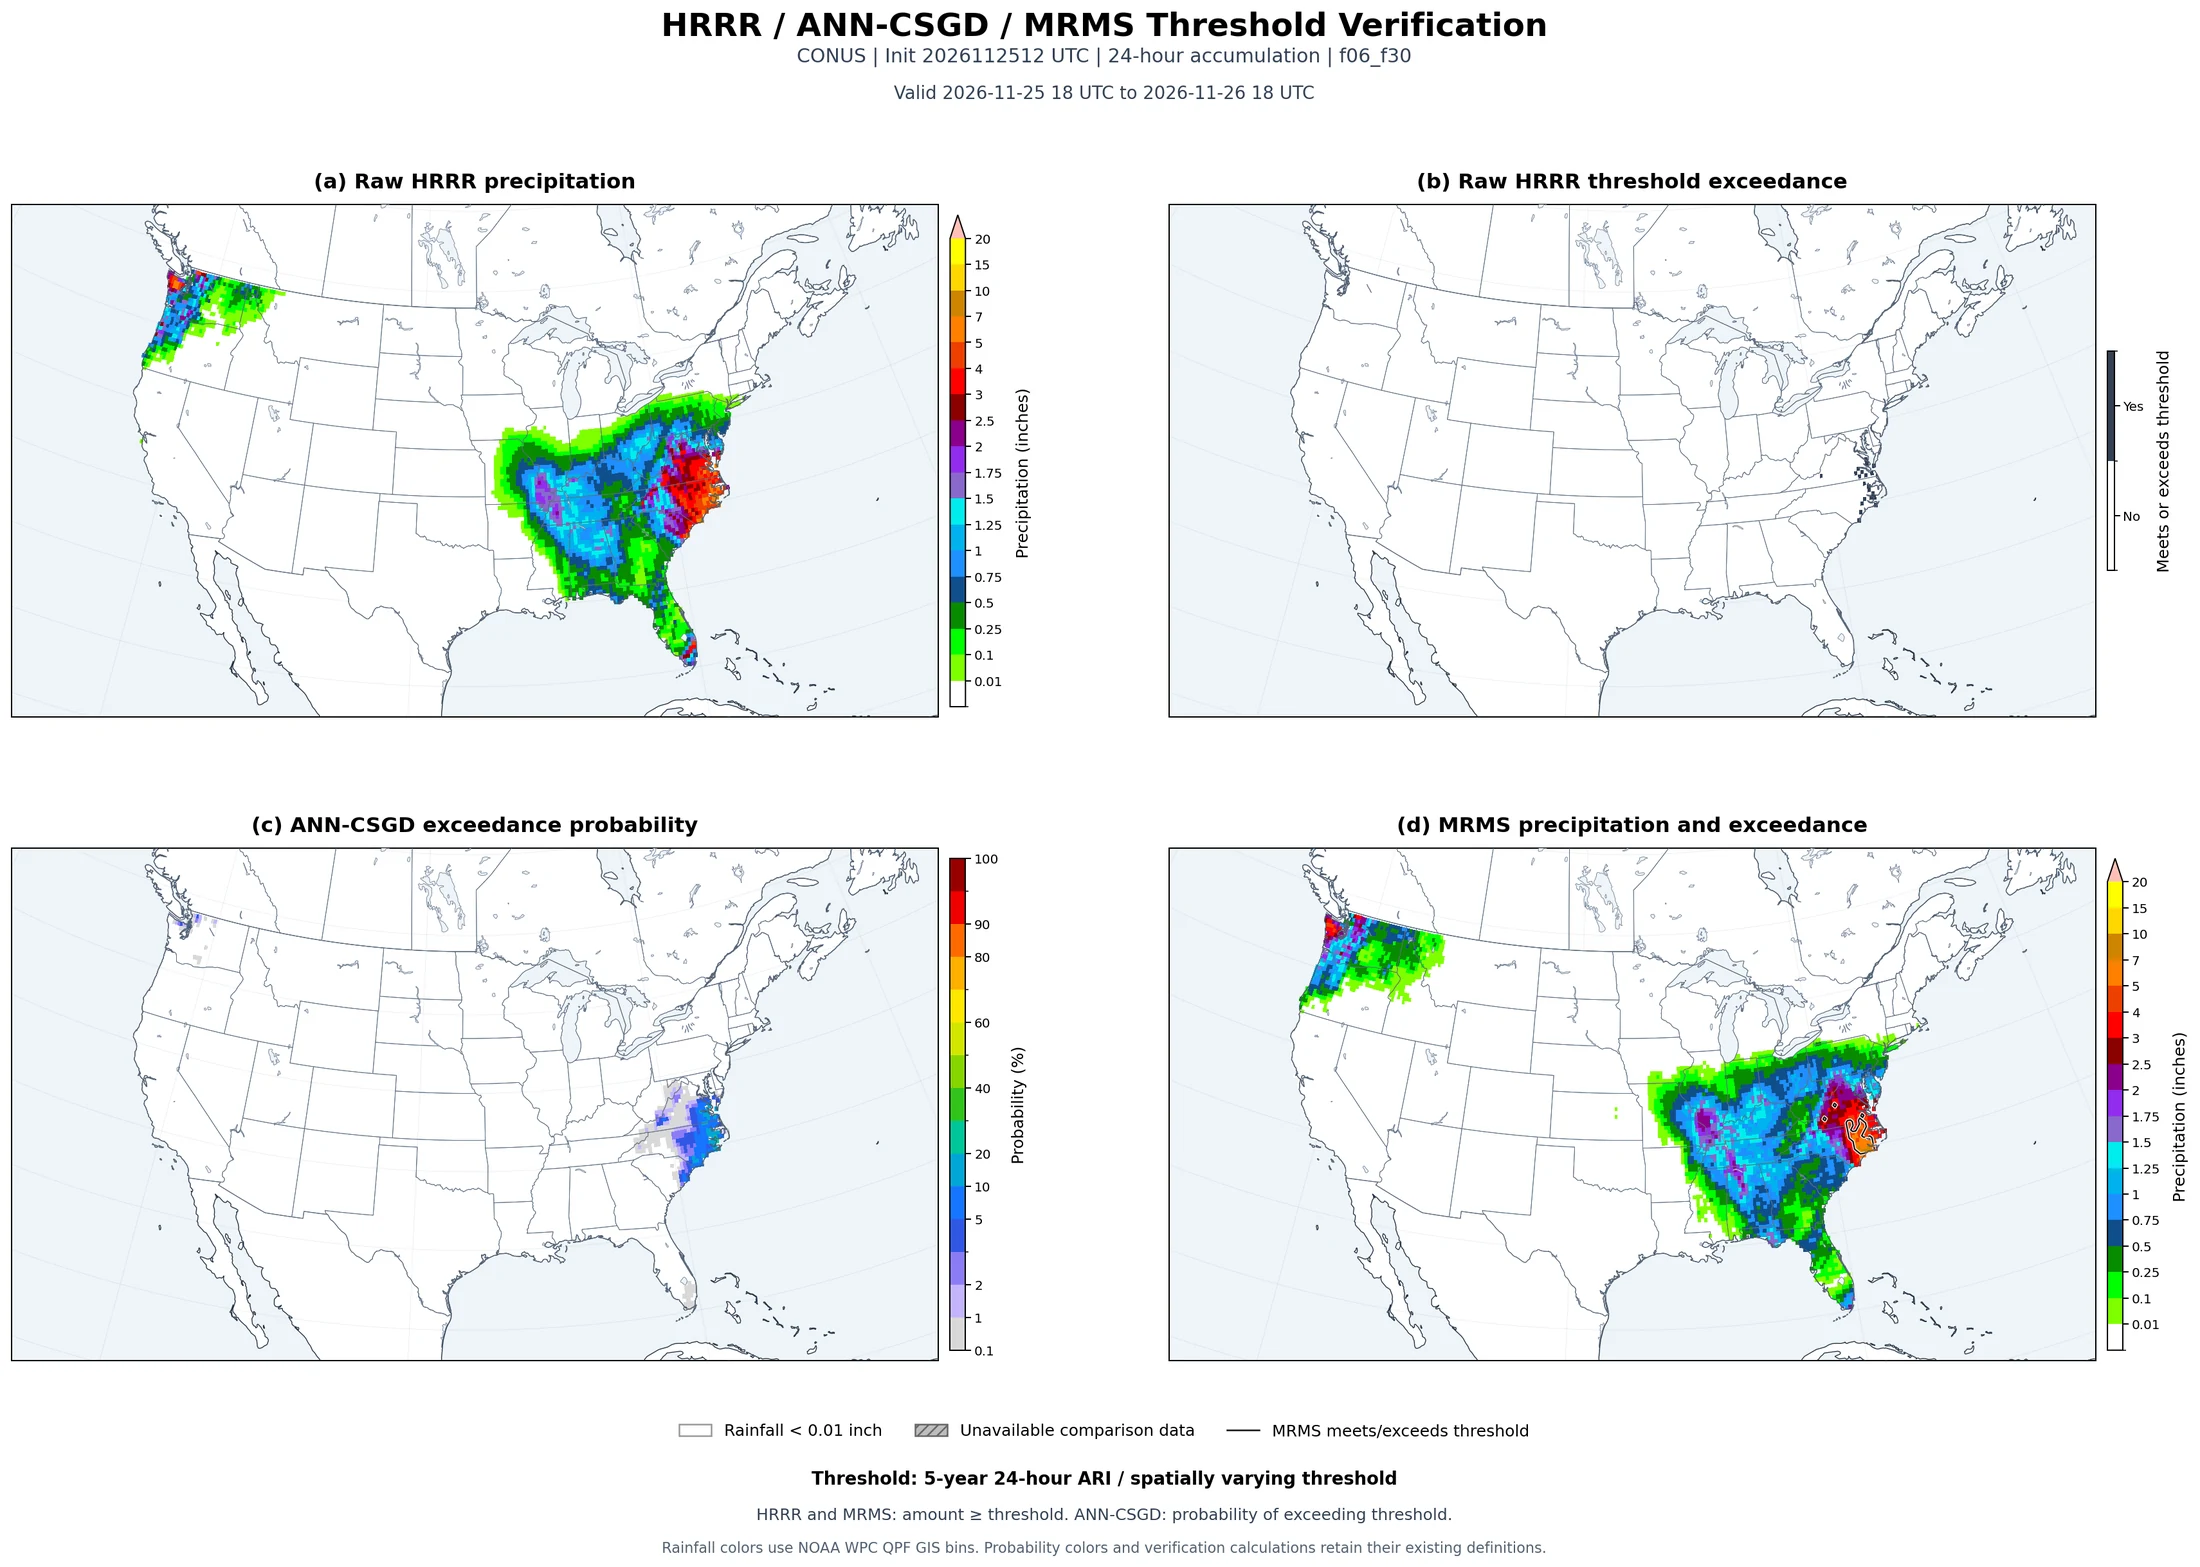 HRRR / ANN-CSGD / MRMS Threshold Verification
CONUS | Init 2026112512 UTC | 24-hour accumulation | f06_f30
Valid 2026-11-25 18 UTC to 2026-11-26 18 UTC
(a) Raw HRRR precipitation
20
15
10
7
5
4
3
2.5
2
1.75
1.5
1.25
1
0.75
0.5
0.25
0.1
0.01
Precipitation (inches)
(b) Raw HRRR threshold exceedance
Yes
No
Meets or exceeds threshold
(c) ANN-CSGD exceedance probability
100
90
80
60
40
20
10
5
2
1
0.1
Probability (%)
(d) MRMS precipitation and exceedance
20
15
10
7
5
4
3
2.5
2
1.75
1.5
1.25
1
0.75
0.5
0.25
0.1
0.01
Precipitation (inches)
Rainfall < 0.01 inch
Unavailable comparison data
MRMS meets/exceeds threshold
Threshold: 5-year 24-hour ARI / spatially varying threshold
HRRR and MRMS: amount ≥ threshold. ANN-CSGD: probability of exceeding threshold.
Rainfall colors use NOAA WPC QPF GIS bins. Probability colors and verification calculations retain their existing definitions.